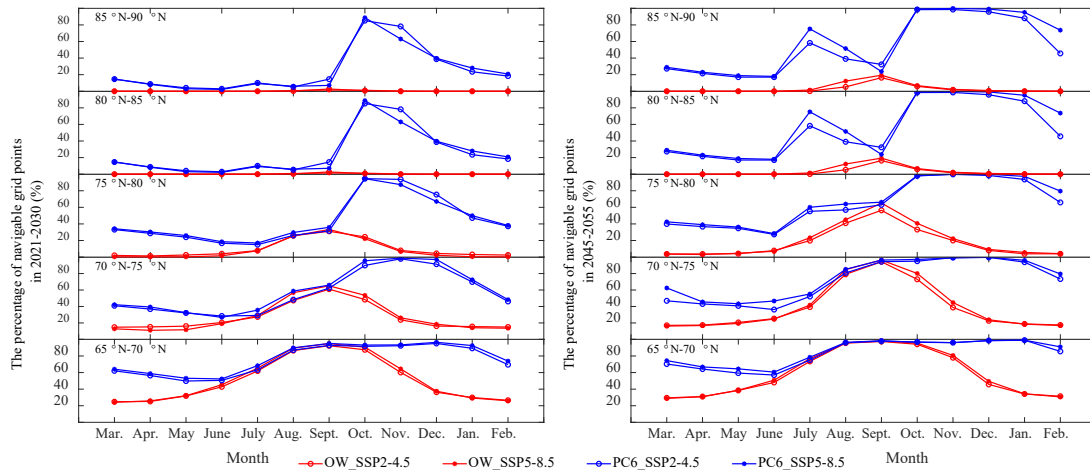 The percentage of navigable grid points
in 2021-2030 (%)
85 °N-90 °N
80
60
40
20
80 °N-85 °N
80
60
40
20
75 °N-80 °N
80
60
40
20
70 °N-75 °N
80
60
40
20
65 °N-70 °N
80
60
40
20
Mar. Apr. May June July Aug. Sept. Oct. Nov. Dec. Jan. Feb.
Month
The percentage of navigable grid points
in 2045-2055 (%)
85 °N-90 °N
80
60
40
20
80 °N-85 °N
80
60
40
20
75 °N-80 °N
80
60
40
20
70 °N-75 °N
80
60
40
20
65 °N-70 °N
80
60
40
20
Mar. Apr. May June July Aug. Sept. Oct. Nov. Dec. Jan. Feb.
Month
OW_SSP2-4.5 OW_SSP5-8.5 PC6_SSP2-4.5 PC6_SSP5-8.5